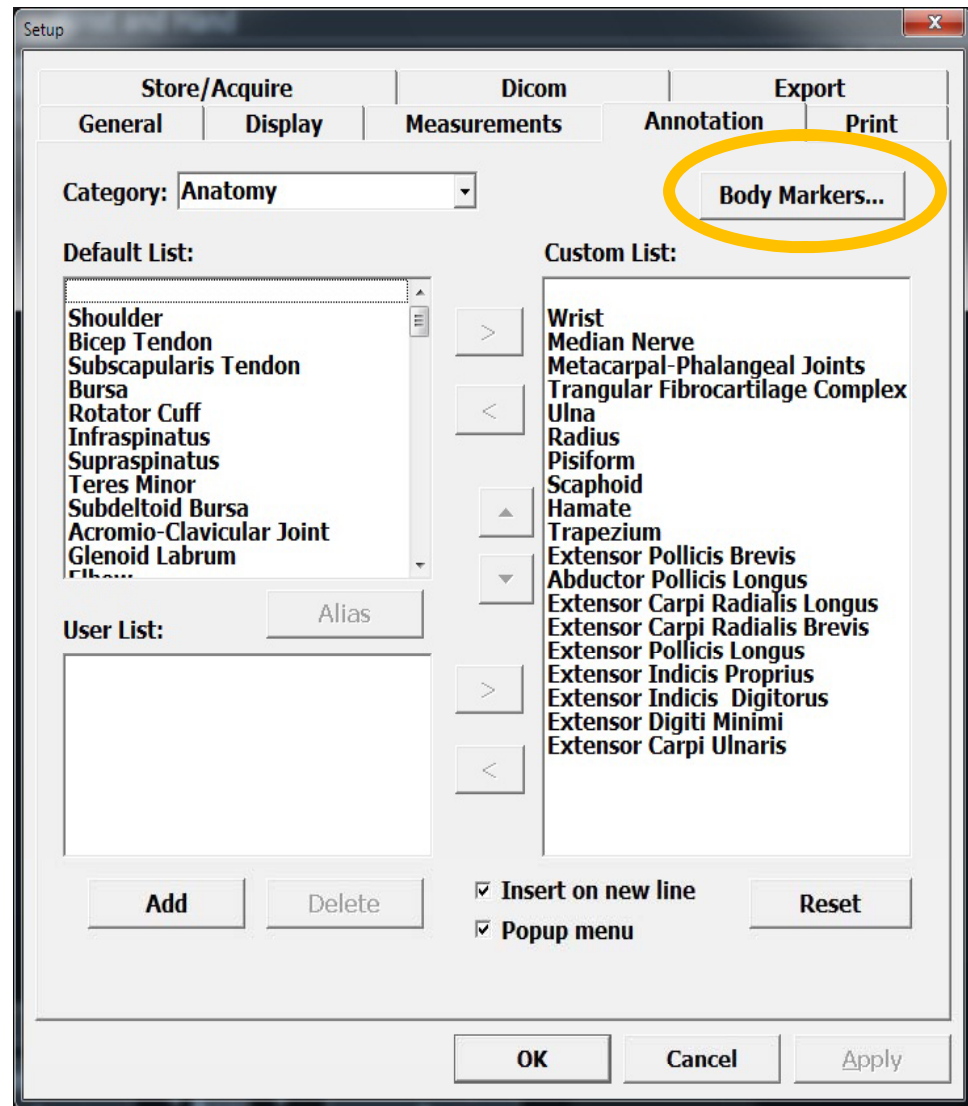 Setup
Store/Acquire Dicom Export
General Display Measurements Annotation Print
Category: Anatomy
Body Markers...
Default List:
Shoulder
Bicep Tendon
Subscapularis Tendon
Bursa
Rotator Cuff
Infraspinatus
Supraspinatus
Teres Minor
Subdeltoid Bursa
Acromio-Clavicular Joint
Glenoid Labrum
Elbow
>
<
Custom List:
Wrist
Median Nerve
Metacarpal-Phalangeal Joints
Trangular Fibrocartilage Complex
Ulna
Radius
Pisiform
Scaphoid
Hamate
Trapezium
Extensor Pollicis Brevis
Abductor Pollicis Longus
Extensor Carpi Radialis Longus
Extensor Carpi Radialis Brevis
Extensor Pollicis Longus
Extensor Indicis Proprius
Extensor Indicis  Digitorus
Extensor Digiti Minimi
Extensor Carpi Ulnaris
Alias
User List:
>
<
Add Delete
Insert on new line
Popup menu
Reset
OK Cancel Apply